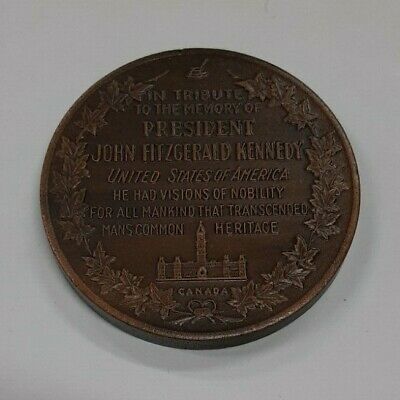 IN TRIBUTE
TO THE MEMORY OF
PRESIDENT
JOHN FITZGERALD KENNEDY
UNITED STATES OF AMERICA
HE HAD VISIONS OF NOBILITY
FOR ALL MANKIND THAT TRANSCENDED
MANS COMMON HERITAGE
CANADA